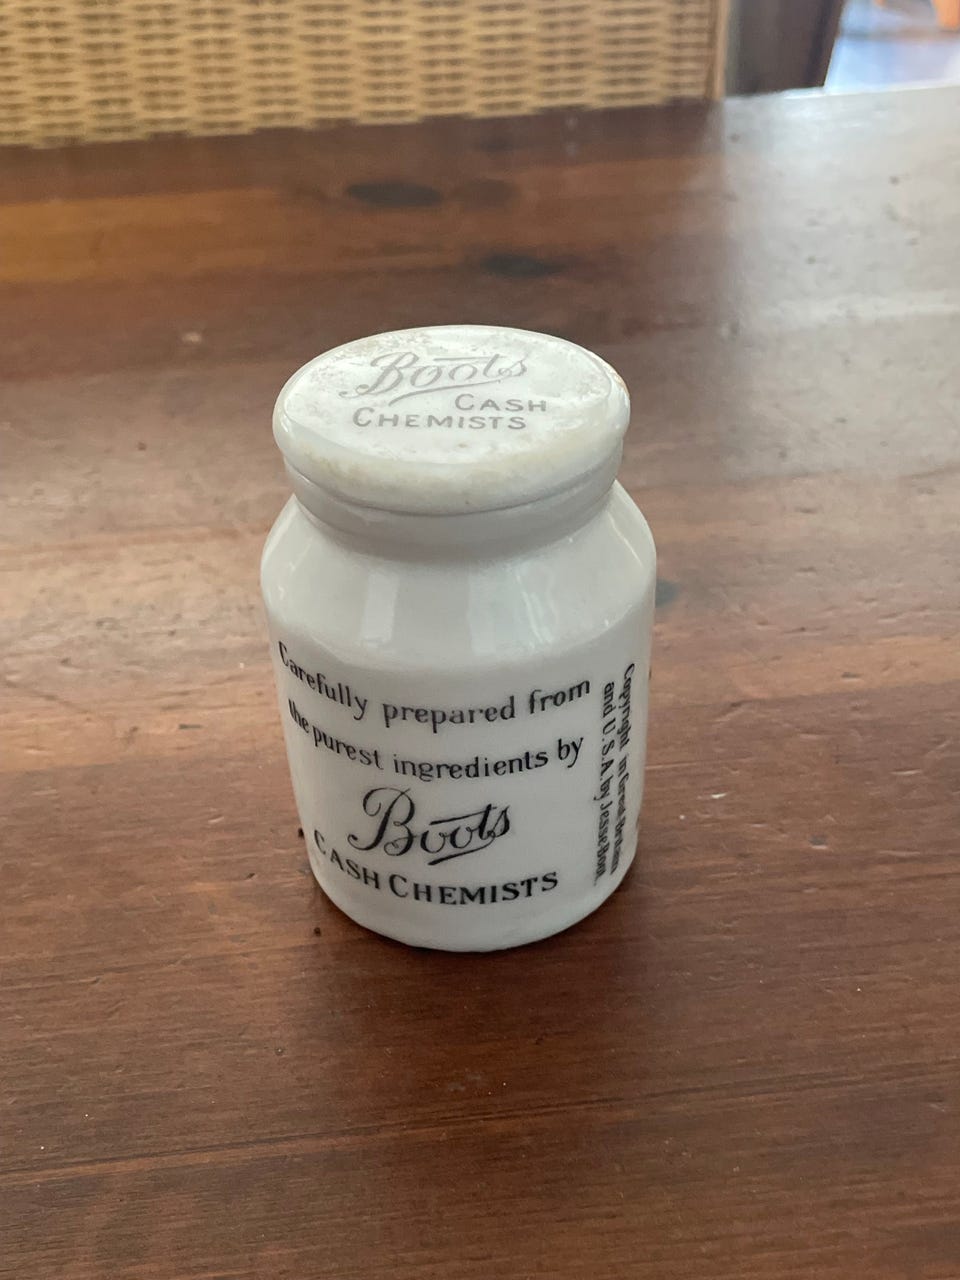 Boots
CASH
CHEMISTS
Carefully prepared from
the purest ingredients by
Boots
CASH CHEMISTS
Copyright in Great Britain
and U.S.A. by Jesse Boot.